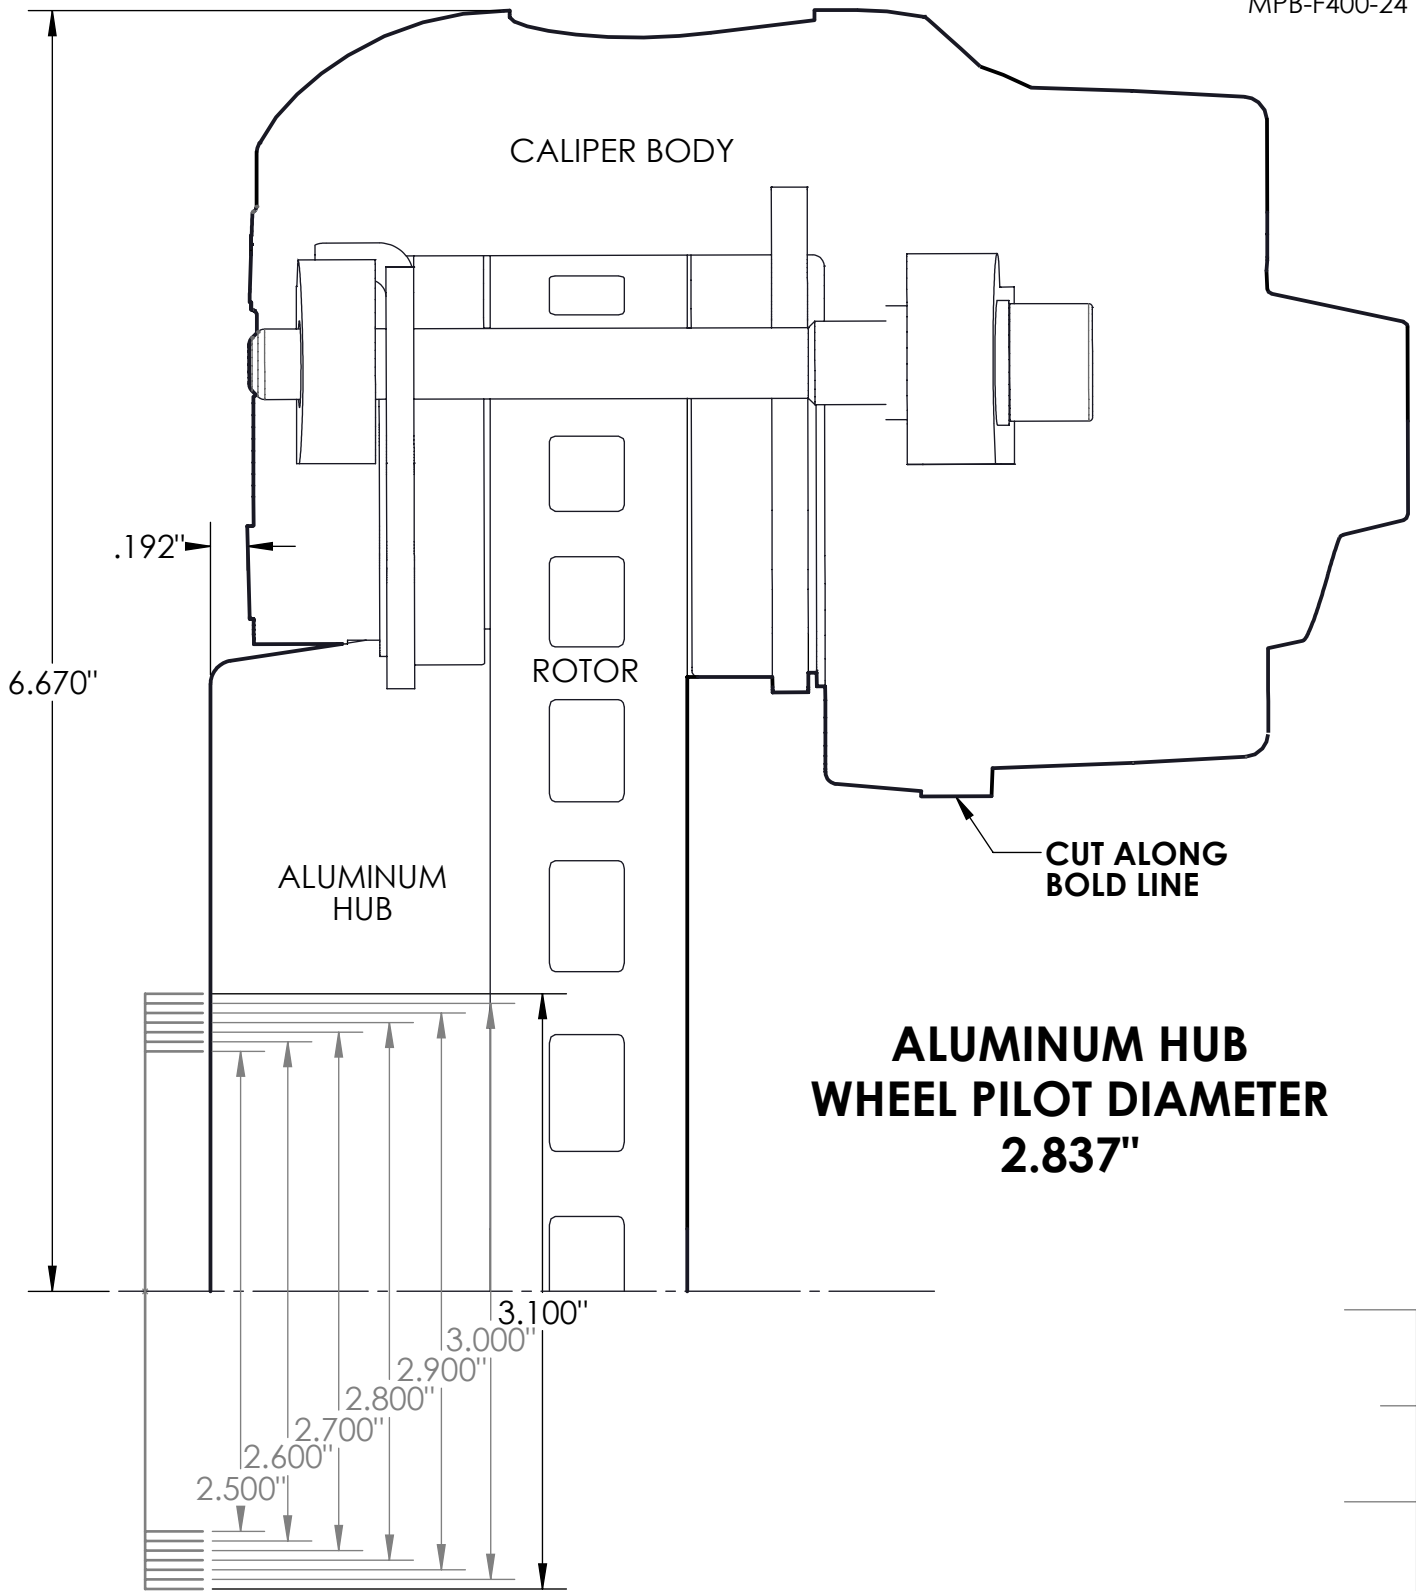 MPB-F400-24
CALIPER BODY
.192"
6.670"
ROTOR
CUT ALONG
BOLD LINE
ALUMINUM
HUB
ALUMINUM HUB
WHEEL PILOT DIAMETER
2.837"
3.100"
3.000"
2.900"
2.800"
2.700"
2.600"
2.500"